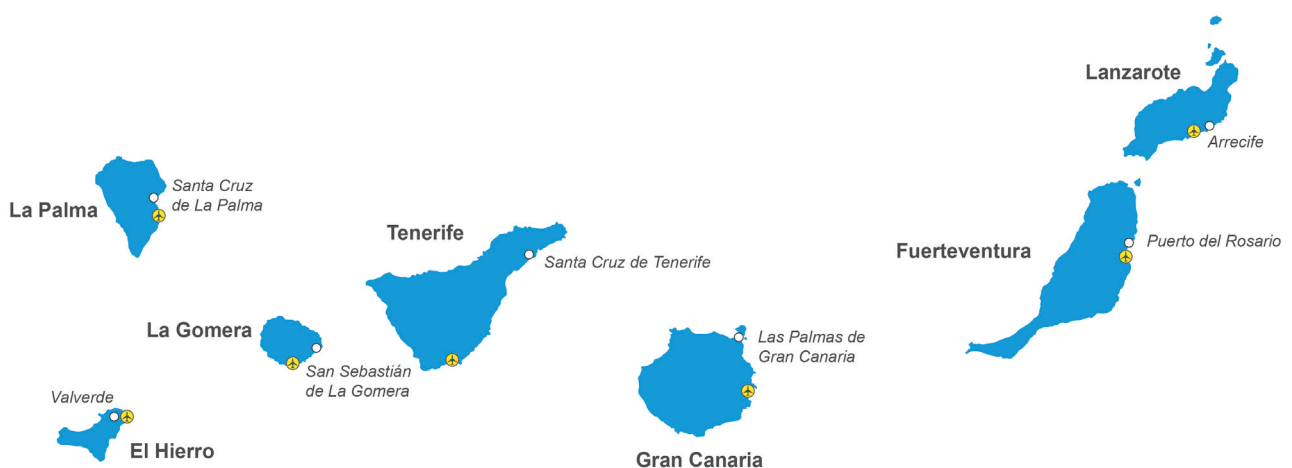 Lanzarote
Arrecife
Santa Cruz
de La Palma
La Palma
Tenerife
Santa Cruz de Tenerife
Fuerteventura
Puerto del Rosario
La Gomera
San Sebastián
de La Gomera
Las Palmas de
Gran Canaria
Valverde
El Hierro
Gran Canaria